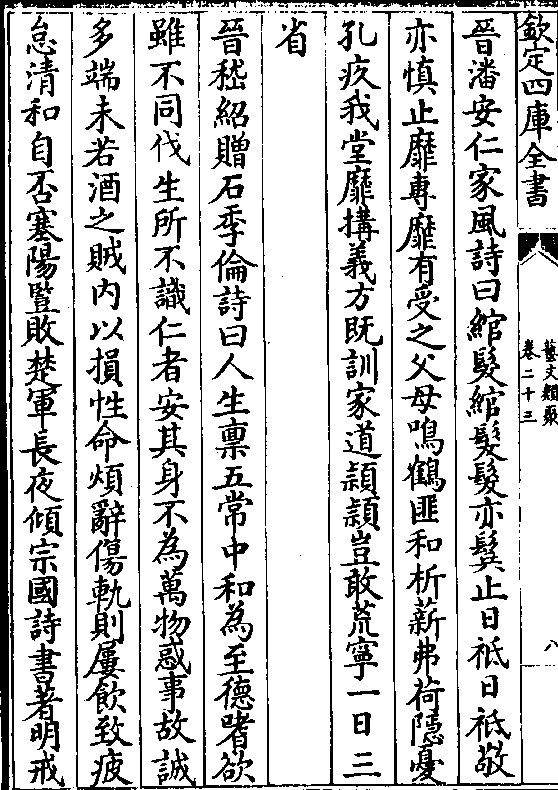 欽定四庫全書
藝文類聚
卷二十三
八
晉潘安仁家風詩曰綰髮綰髮髮亦鬒止日祗日祗敬
亦慎止靡專靡有受之父母鳴鶴匪和析薪弗荷隱憂
孔疚我堂靡搆義方既訓家道穎穎豈敢荒寧一日三
省
晉嵇紹贈石季倫詩曰人生禀五常中和為至德嗜欲
雖不同伐生所不識仁者安其身不為萬物惑事故誠
多端未若酒之賊内以損性命煩辭傷軌則屢飲致疲
怠清和自否塞陽豎敗楚軍長夜傾宗國詩書著明戒